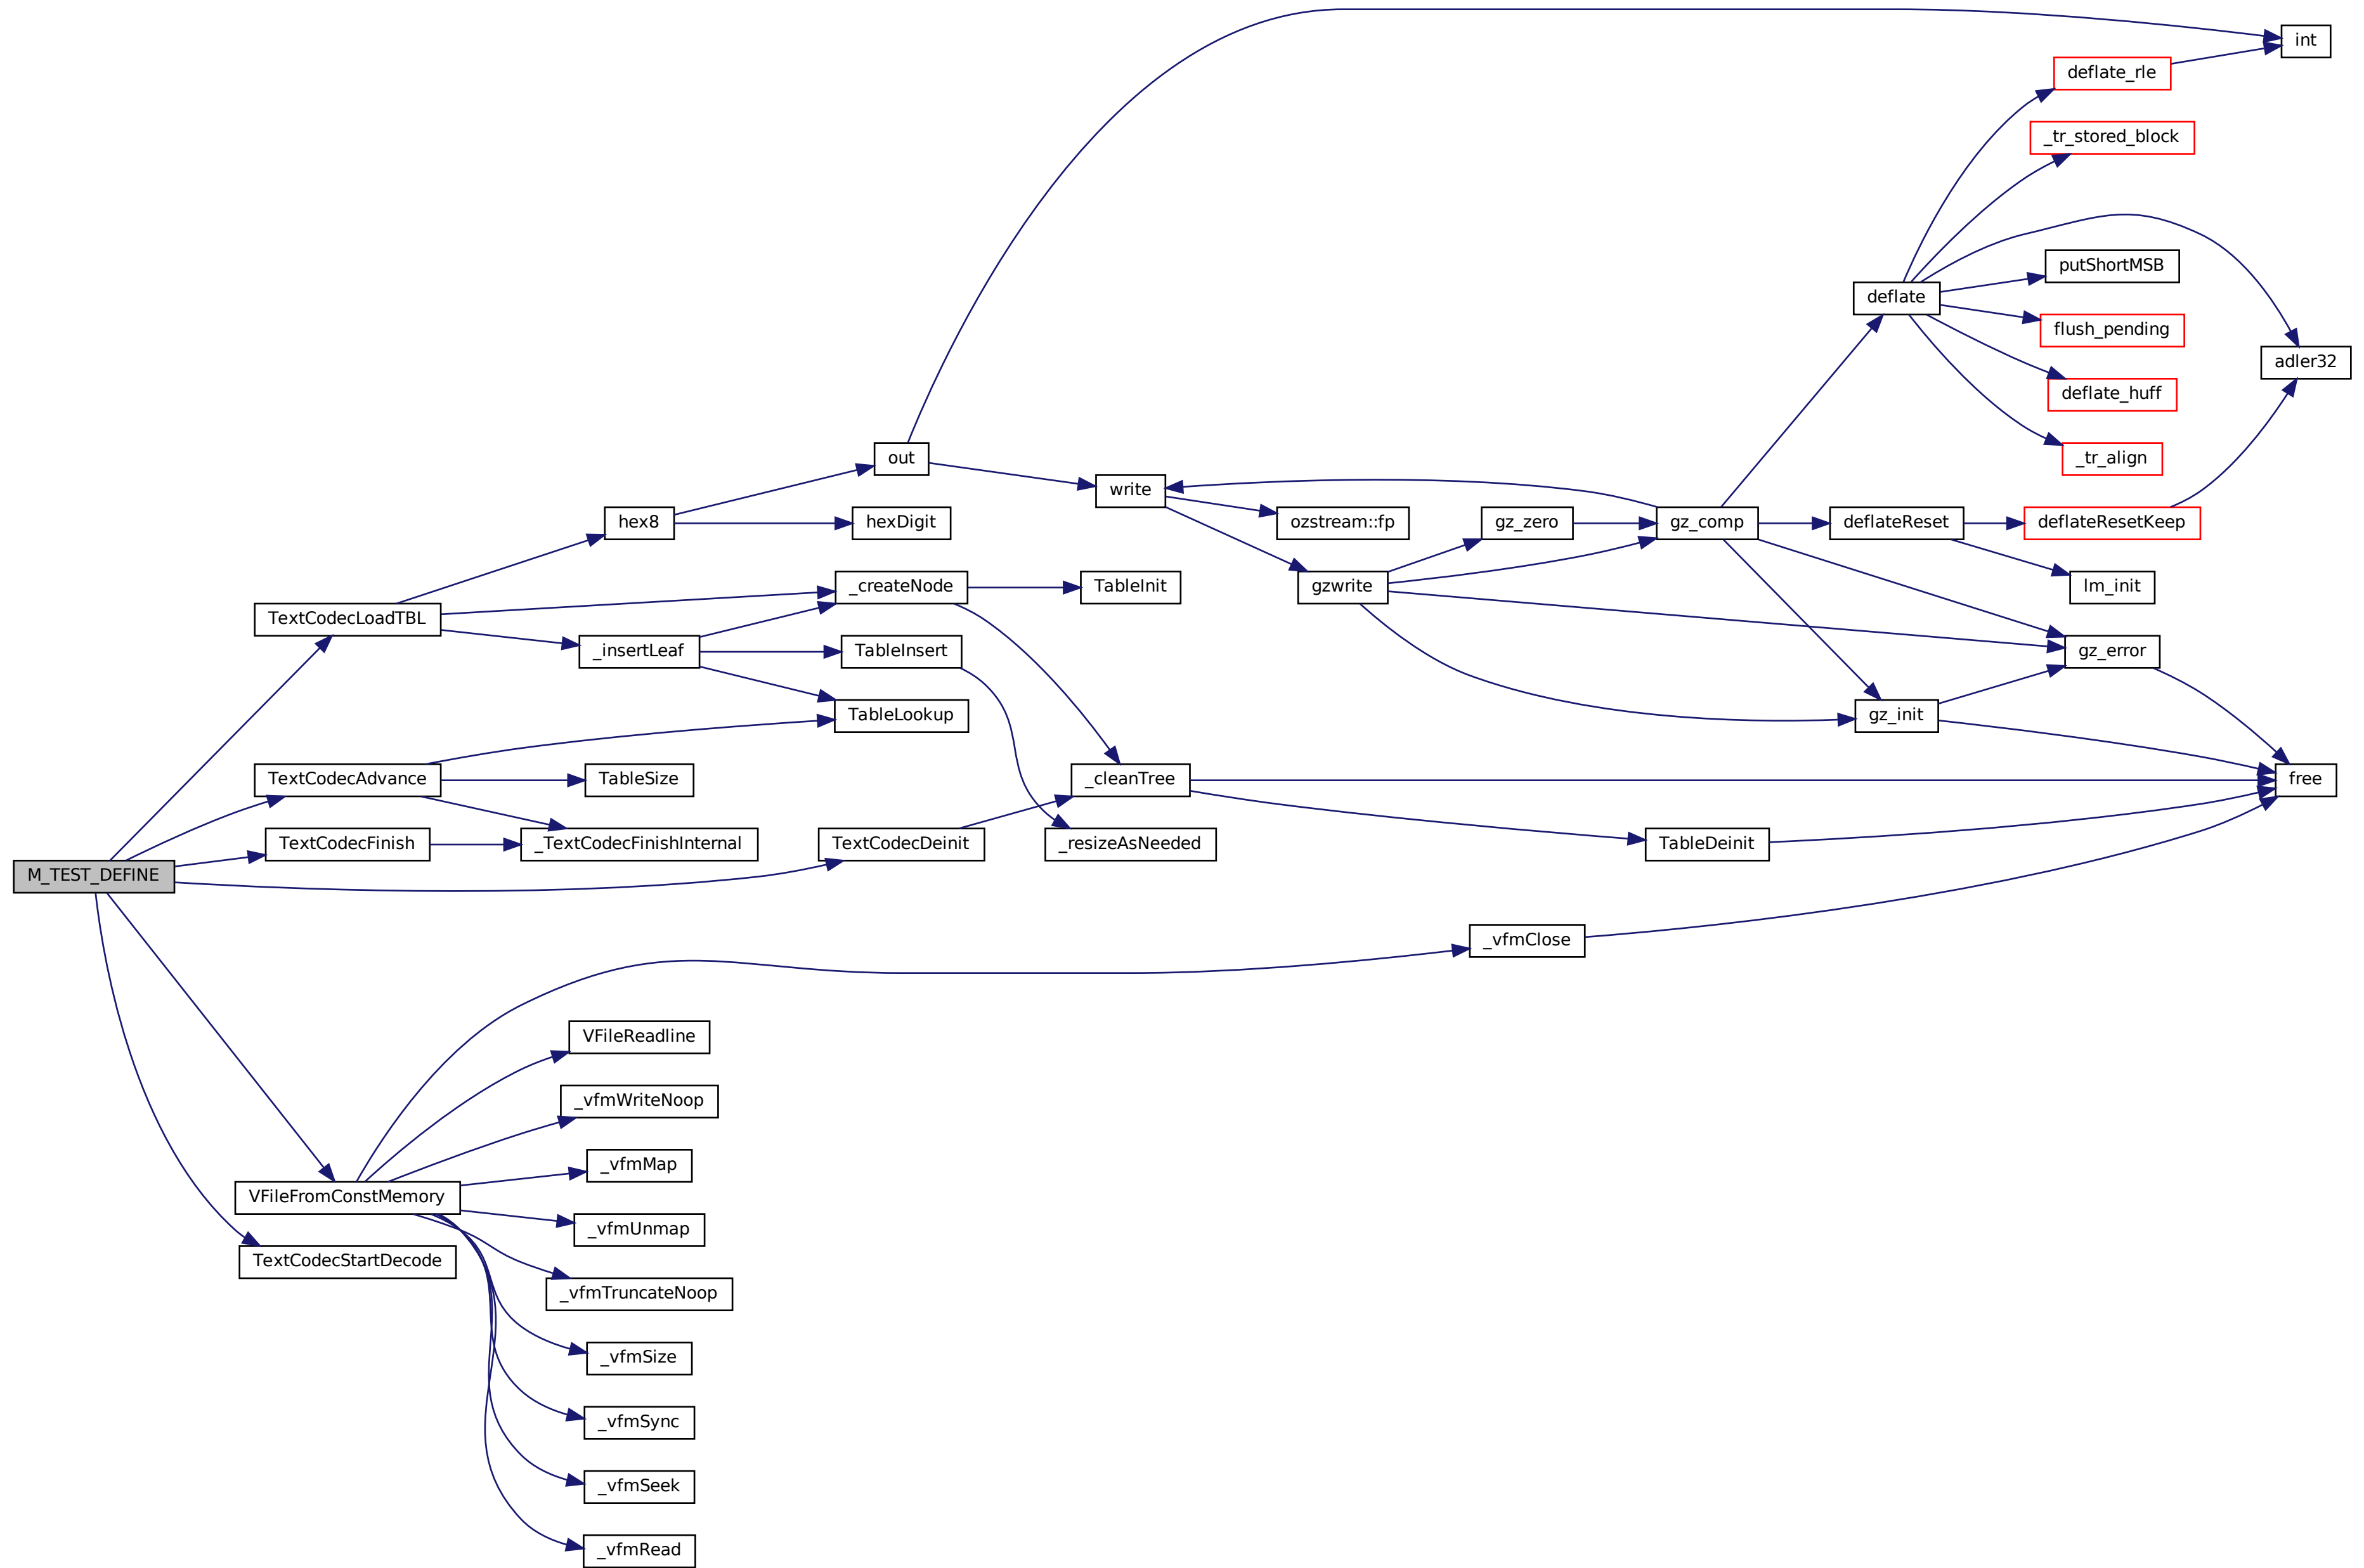 int
deflate_rle
_tr_stored_block
putShortMSB
deflate
flush_pending
adler32
deflate_huff
out
_tr_align
write
hex8
hexDigit
ozstream::fp
gz_zero
gz_comp
deflateReset
deflateResetKeep
_createNode
TableInit
gzwrite
lm_init
TextCodecLoadTBL
_insertLeaf
TableInsert
gz_error
TableLookup
gz_init
TextCodecAdvance
TableSize
_cleanTree
free
TextCodecFinish
_TextCodecFinishInternal
TextCodecDeinit
_resizeAsNeeded
TableDeinit
M_TEST_DEFINE
_vfmClose
VFileReadline
_vfmWriteNoop
_vfmMap
VFileFromConstMemory
_vfmUnmap
TextCodecStartDecode
_vfmTruncateNoop
_vfmSize
_vfmSync
_vfmSeek
_vfmRead